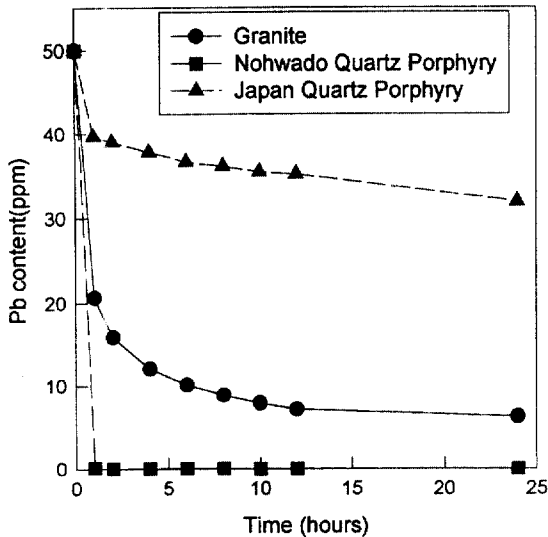 Granite
Nohwado Quartz Porphyry
Japan Quartz Porphyry
50
40
30
20
10
0
Pb content(ppm)
0 5 10 15 20 25
Time (hours)